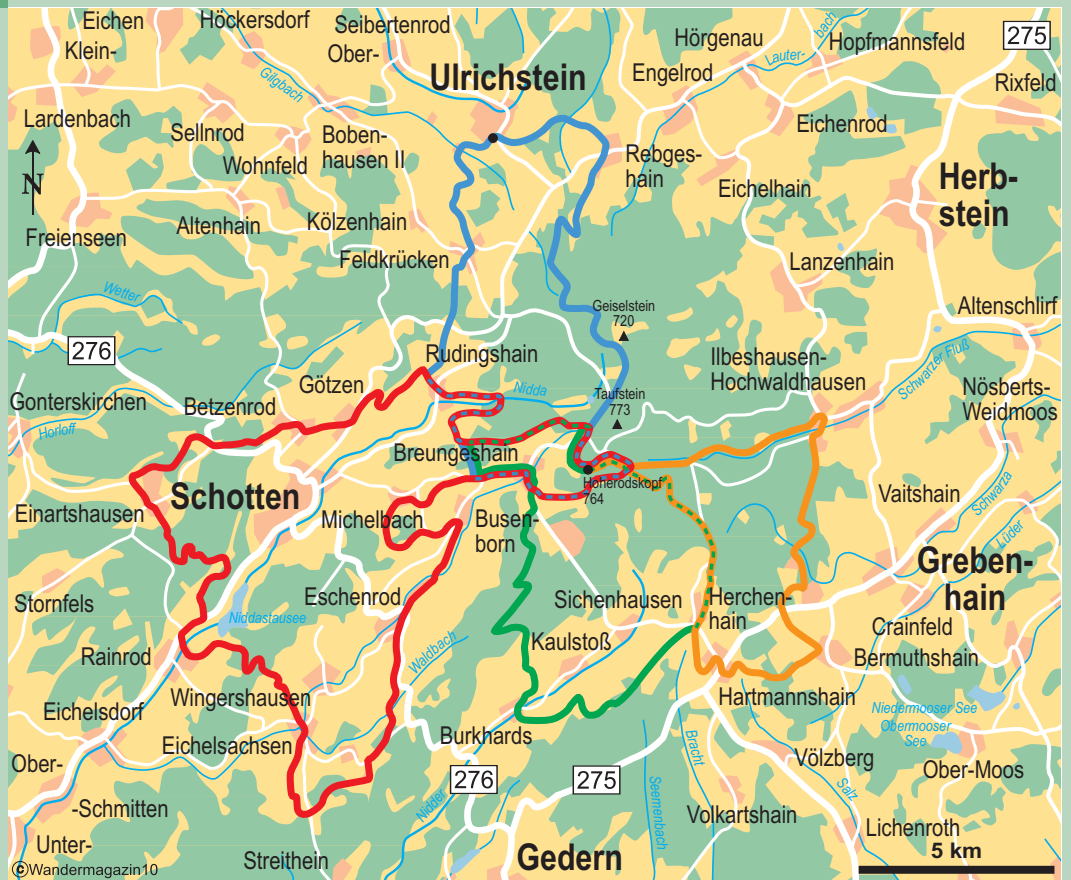 Eichen
Höckersdorf
Seibertenrod
Klein-
Ober-
Hörgenau
Lauter-
bach
Hopfmannsfeld
275
Gilgbach
Ulrichstein
Engelrod
Rixfeld
Lardenbach
Sellnrod
Boben-
hausen II
Eichenrod
N
Wohnfeld
Rebges-
hain
Eichelhain
Herb-
stein
Freienseen
Altenhain
Kölzenhain
Feldkrücken
Lanzenhain
Wetter
Geiselstein
720
Altenschlirf
276
Rudingshain
Ilbeshausen-
Hochwaldhausen
Schwarzer Fluß
Götzen
Nidda
Taufstein
773
Nösberts-
Weidmoos
Gonterskirchen
Betzenrod
Horloff
Breungeshain
Hoherodskopf
764
Schotten
Einartshausen
Michelbach
Busen-
born
Vaitshain
Schwarza
Lüder
Greben-
hain
Stornfels
Niddastausee
Eschenrod
Sichenhausen
Herchen-
hain
Crainfeld
Rainrod
Waldbach
Kaulstoß
Bermuthshain
Wingershausen
Hartmannshain
Niedermooser See
Obermooser
See
Eichelsdorf
Eichelsachsen
Burkhards
Bracht
Völzberg
Ober-
276
275
Seemenbach
Salz
Ober-Moos
-Schmitten
Nidder
Volkartshain
Lichenroth
Unter-
Streithein
Gedern
5 km
©Wandermagazin10